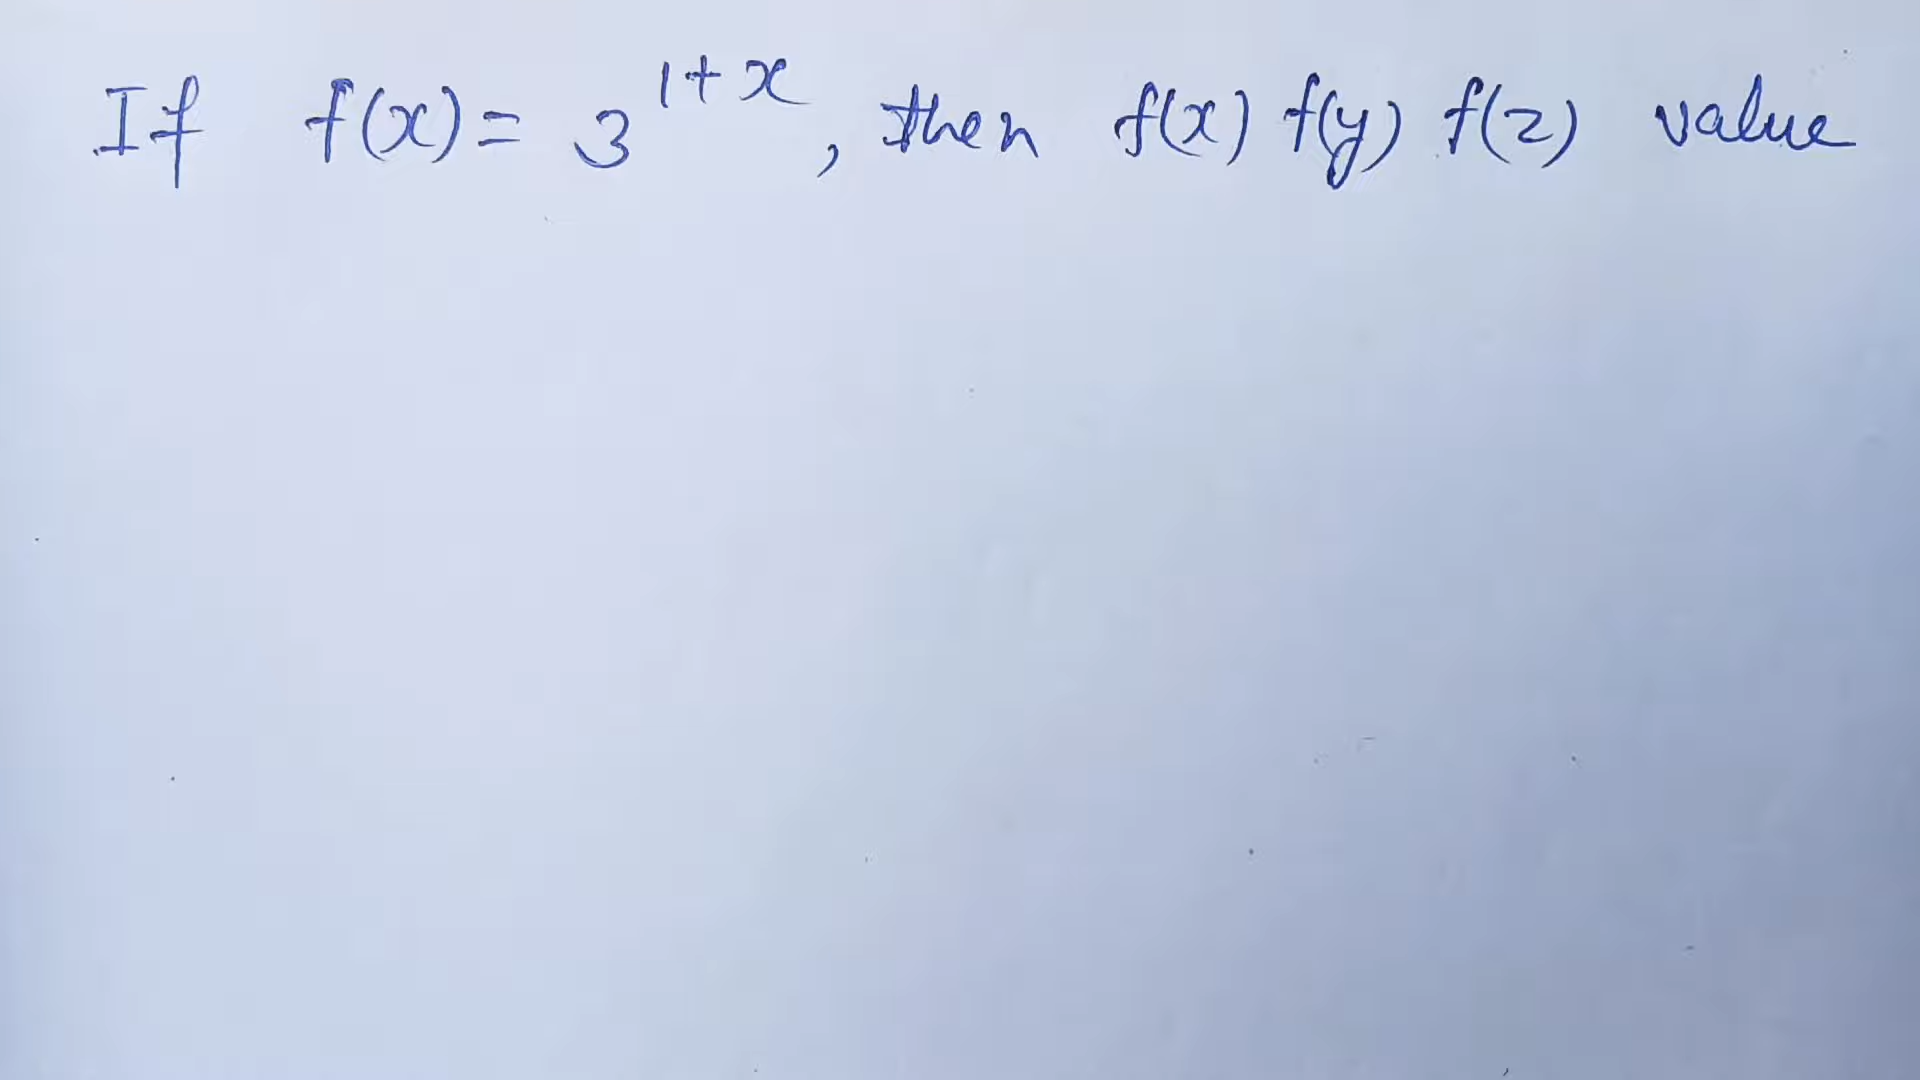 If f(x) = 3^{1+x}, then f(x) f(y) f(z) value